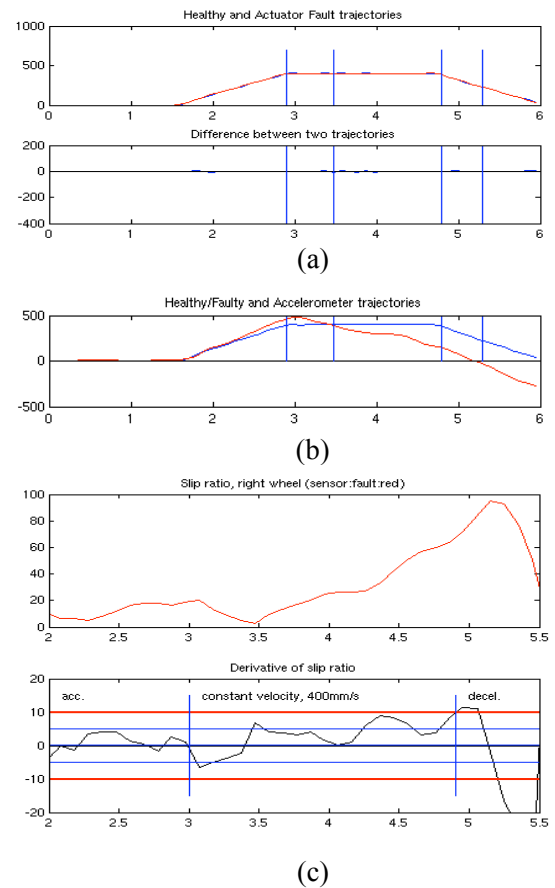 Healthy and Actuator Fault trajectories
1000
500
0
0 1 2 3 4 5 6
Difference between two trajectories
200
0
-200
-400
0 1 2 3 4 5 6
(a)
Healthy/Faulty and Accelerometer trajectories
500
0
-500
0 1 2 3 4 5 6
(b)
Slip ratio, right wheel (sensor:fault:red)
100
80
60
40
20
0
2 2.5 3 3.5 4 4.5 5 5.5
Derivative of slip ratio
20
acc. constant velocity, 400mm/s decel.
10
0
-10
-20
2 2.5 3 3.5 4 4.5 5 5.5
(c)